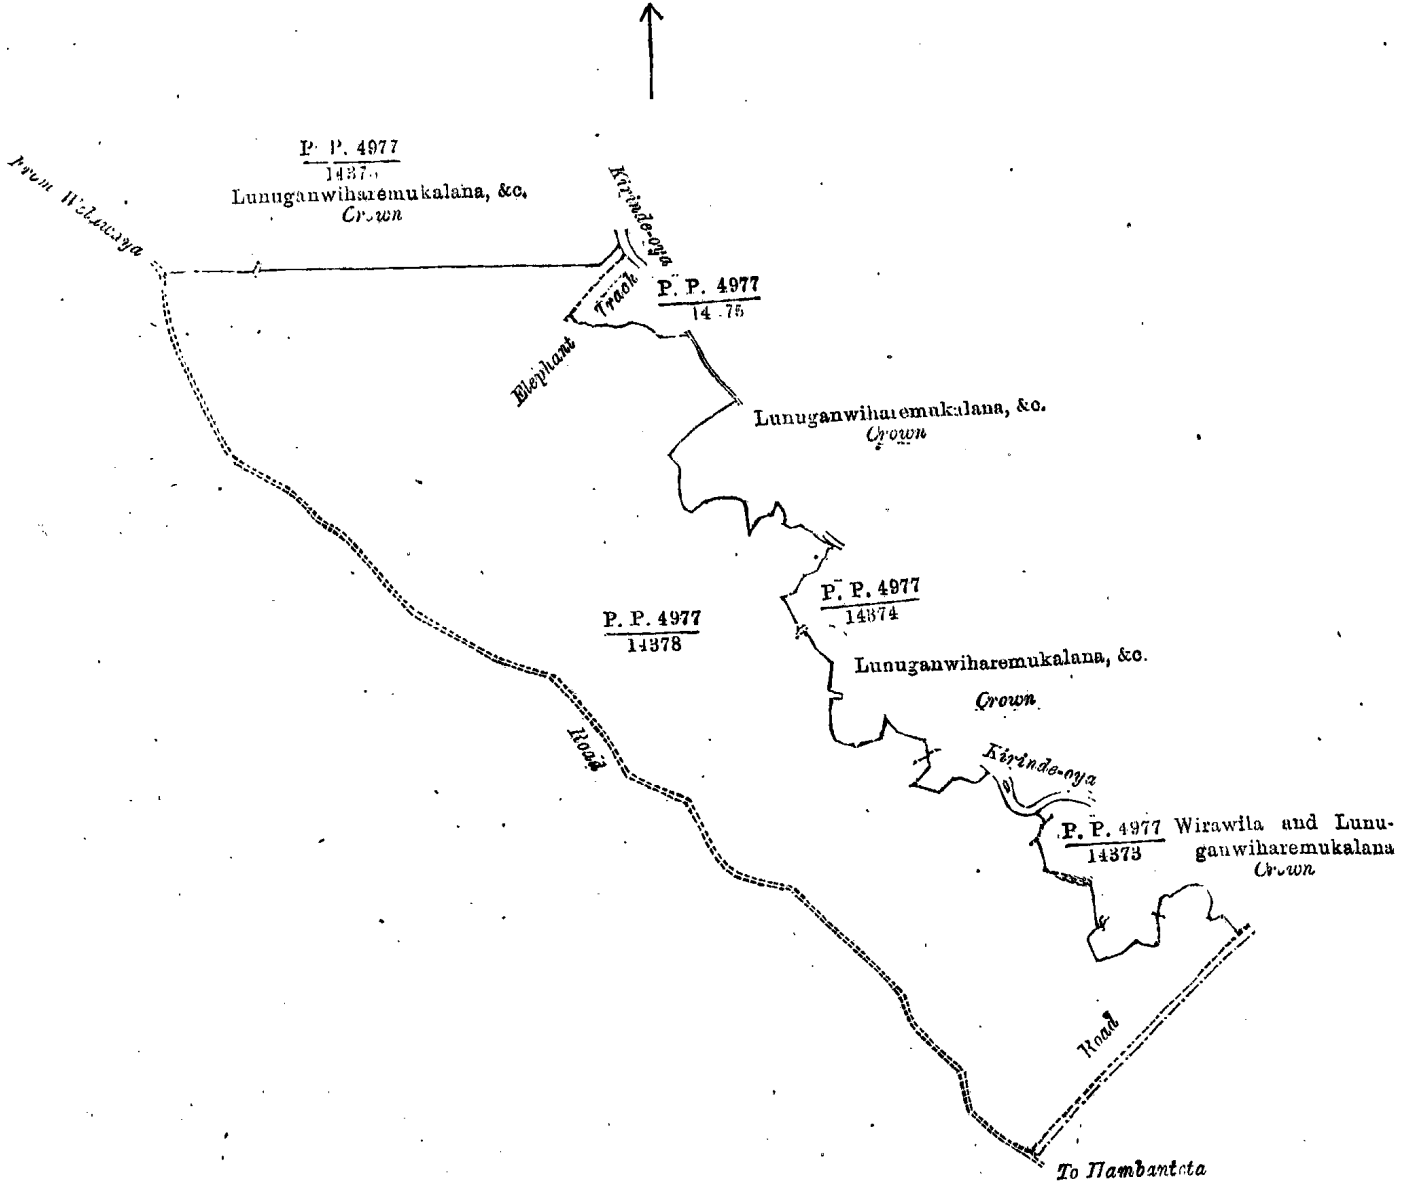 P. P. 4977
Lunuganwiharemukalana, &c.
Crown
Kirinde-oya
From
P. P. 4977
Track
Elephant
Lunuganwiharemukalana, &c.
Crown
P. P. 4977
14374
P. P. 4977
14378
Lunuganwiharemukalana, &c.
Crown
Road
Kirinde-oya
P. P. 4977
14373
Wirawila and Lunu-
ganwiharemukalana
Crown
Road
To Hambantota